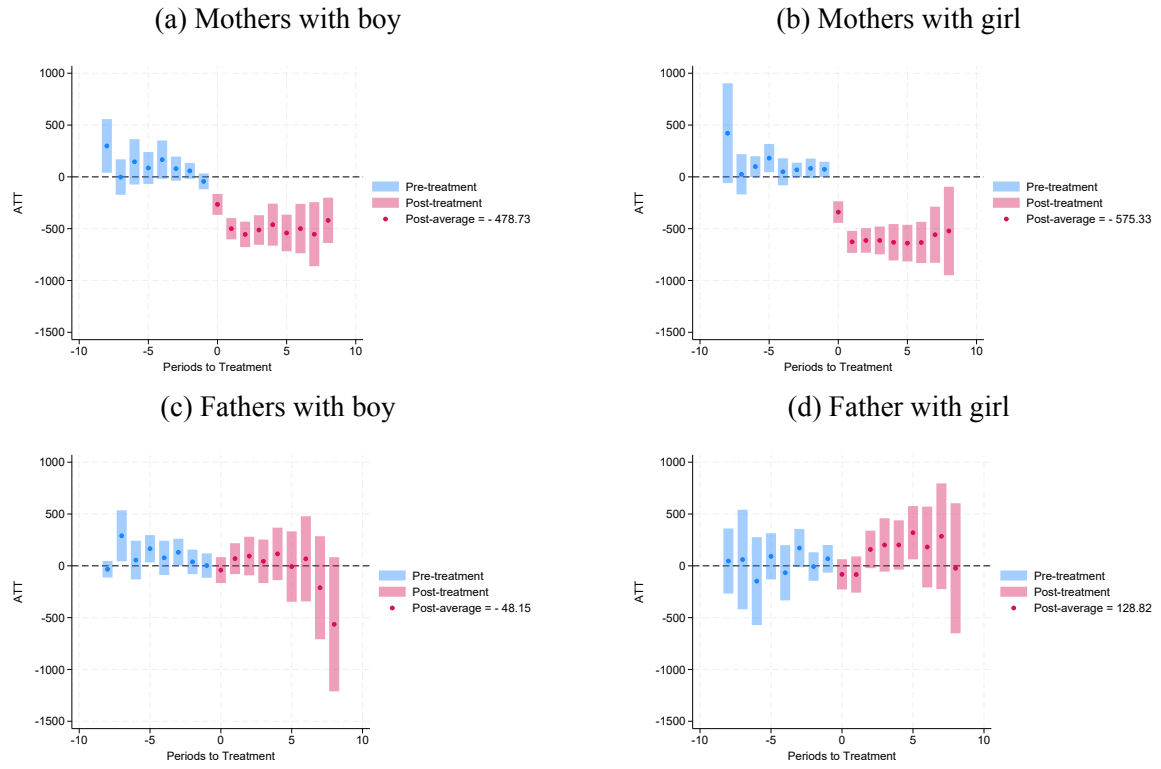 (a) Mothers with boy
1000
500
0
-500
-1000
-1500
ATT
-10 -5 0 5 10
Periods to Treatment
Pre-treatment
Post-treatment
Post-average = - 478.73
(b) Mothers with girl
1000
500
0
-500
-1000
-1500
ATT
-10 -5 0 5 10
Periods to Treatment
Pre-treatment
Post-treatment
Post-average = - 575.33
(c) Fathers with boy
1000
500
0
-500
-1000
-1500
ATT
-10 -5 0 5 10
Periods to Treatment
Pre-treatment
Post-treatment
Post-average = - 48.15
(d) Father with girl
1000
500
0
-500
-1000
-1500
ATT
-10 -5 0 5 10
Periods to Treatment
Pre-treatment
Post-treatment
Post-average = 128.82